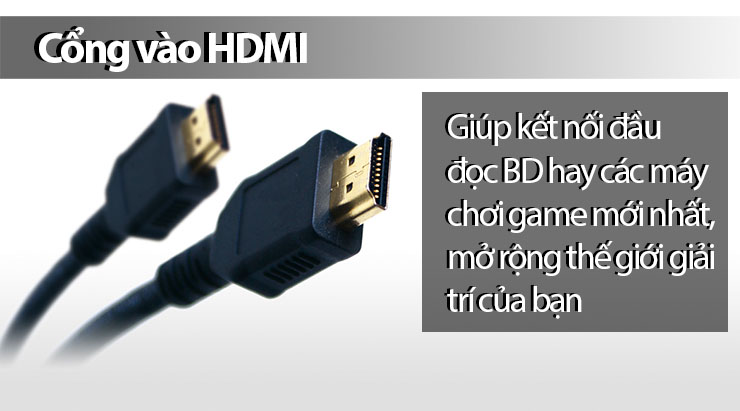 Cổng vào HDMI
Giúp kết nối đầu
đọc BD hay các máy
chơi game mới nhất,
mở rộng thế giới giải
trí của bạn